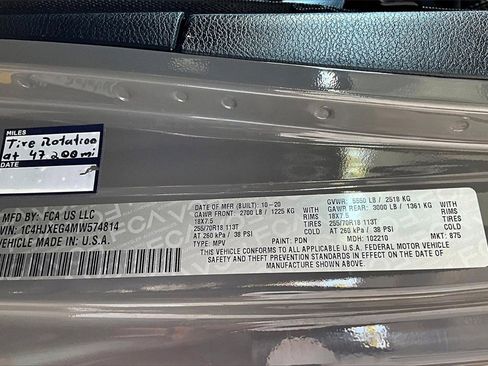 MILES
Tire Rotation
at 47200 mi
DATE
MFD BY: FCA US LLC
VIN: 1C4HJXEG4MW574814
VEHICLE MADE IN U.S.A.
DATE OF MFR (BUILT): 10-20
GAWR FRONT: 2700 LB / 1225 KG
18X7.5
255/70R18 113T
AT 260 kPa / 38 PSI
TYPE: MPV
PAINT: PDN
GVWR: 5550 LB / 2518 KG
GAWR REAR: 3000 LB / 1361 KG
WITH
18X7.5
RIMS
TIRES
255/70R18 113T
COLD
AT 260 kPa / 38 PSI
MDH: 102210
WITH
RIMS
TIRES
COLD
MKT: 875
THIS VEHICLE CONFORMS TO ALL APPLICABLE U.S.A. FEDERAL MOTOR VEHICLE
SAFETY AND THEFT PREVENTION STANDARDS IN EFFECT ON THE DATE OF
MANUFACTURE SHOWN ABOVE.